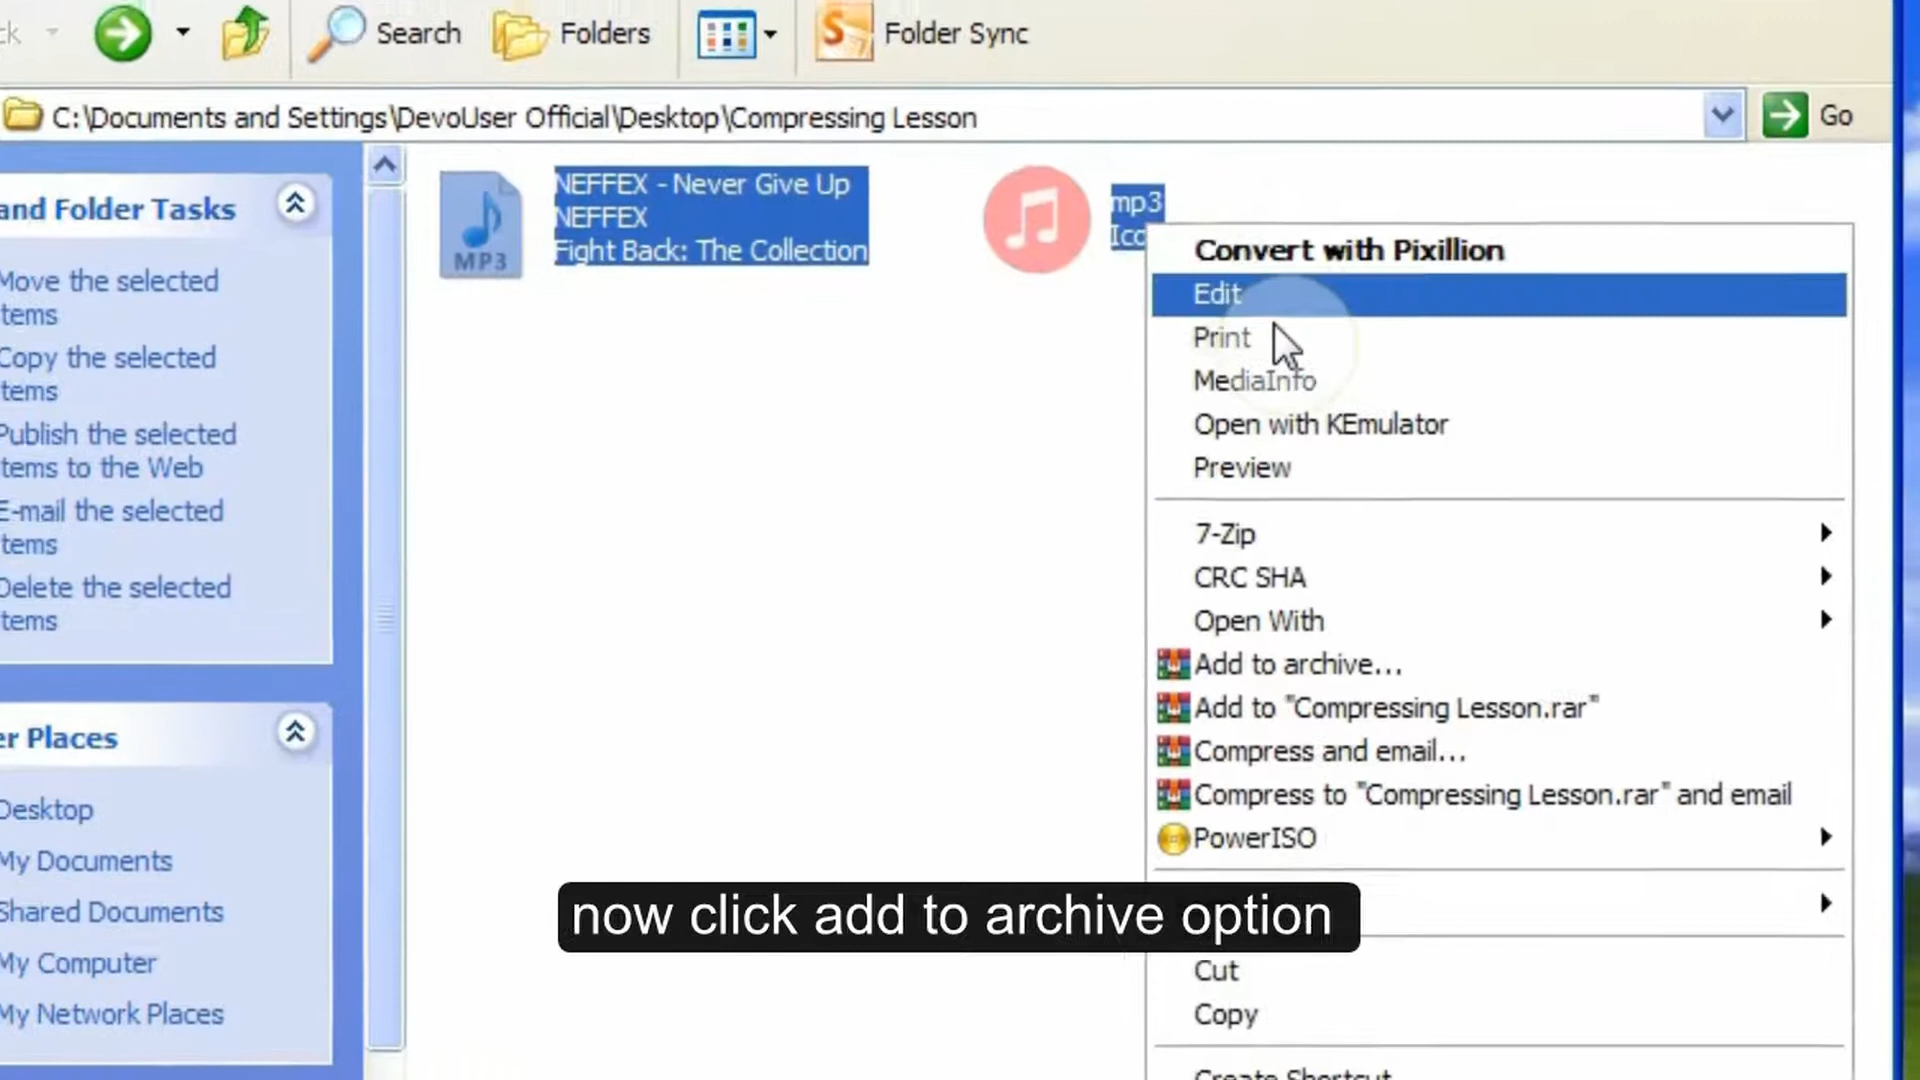 Search
Folders
Folder Sync
C:\Documents and Settings\DevoUser Official\Desktop\Compressing Lesson
Go
and Folder Tasks
Move the selected
tems
Copy the selected
tems
Publish the selected
tems to the Web
E-mail the selected
tems
Delete the selected
tems
er Places
Desktop
My Documents
Shared Documents
My Computer
My Network Places
MP3
NEFFEX - Never Give Up
NEFFEX
Fight Back: The Collection
mp3
Ico
Convert with Pixillion
Edit
Print
MediaInfo
Open with KEmulator
Preview
7-Zip
CRC SHA
Open With
Add to archive...
Add to "Compressing Lesson.rar"
Compress and email...
Compress to "Compressing Lesson.rar" and email
PowerISO
now click add to archive option
Cut
Copy
Create Shortcut